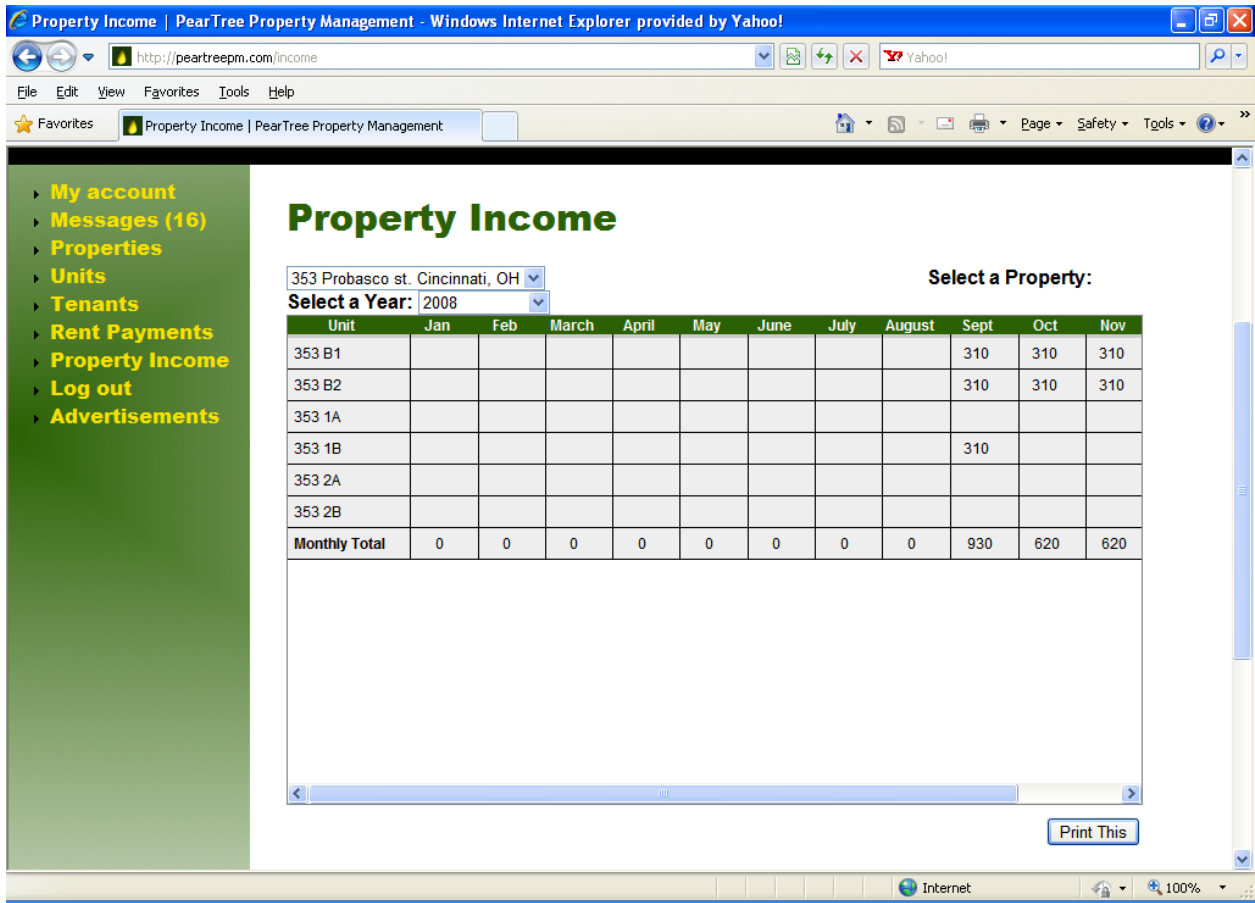 Property Income | PearTree Property Management - Windows Internet Explorer provided by Yahoo!
http://peartreepm.com/income Yahoo!
File Edit View Favorites Tools Help
Favorites Property Income | PearTree Property Management Page Safety Tools »
My account
Messages (16)
Properties
Units
Tenants
Rent Payments
Property Income
Log out
Advertisements
Property Income
353 Probasco st. Cincinnati, OH Select a Property:
Select a Year: 2008
Unit Jan Feb March April May June July August Sept Oct Nov
353 B1 310 310 310
353 B2 310 310 310
353 1A
353 1B 310
353 2A
353 2B
Monthly Total 0 0 0 0 0 0 0 0 930 620 620
Print This
Internet 100%